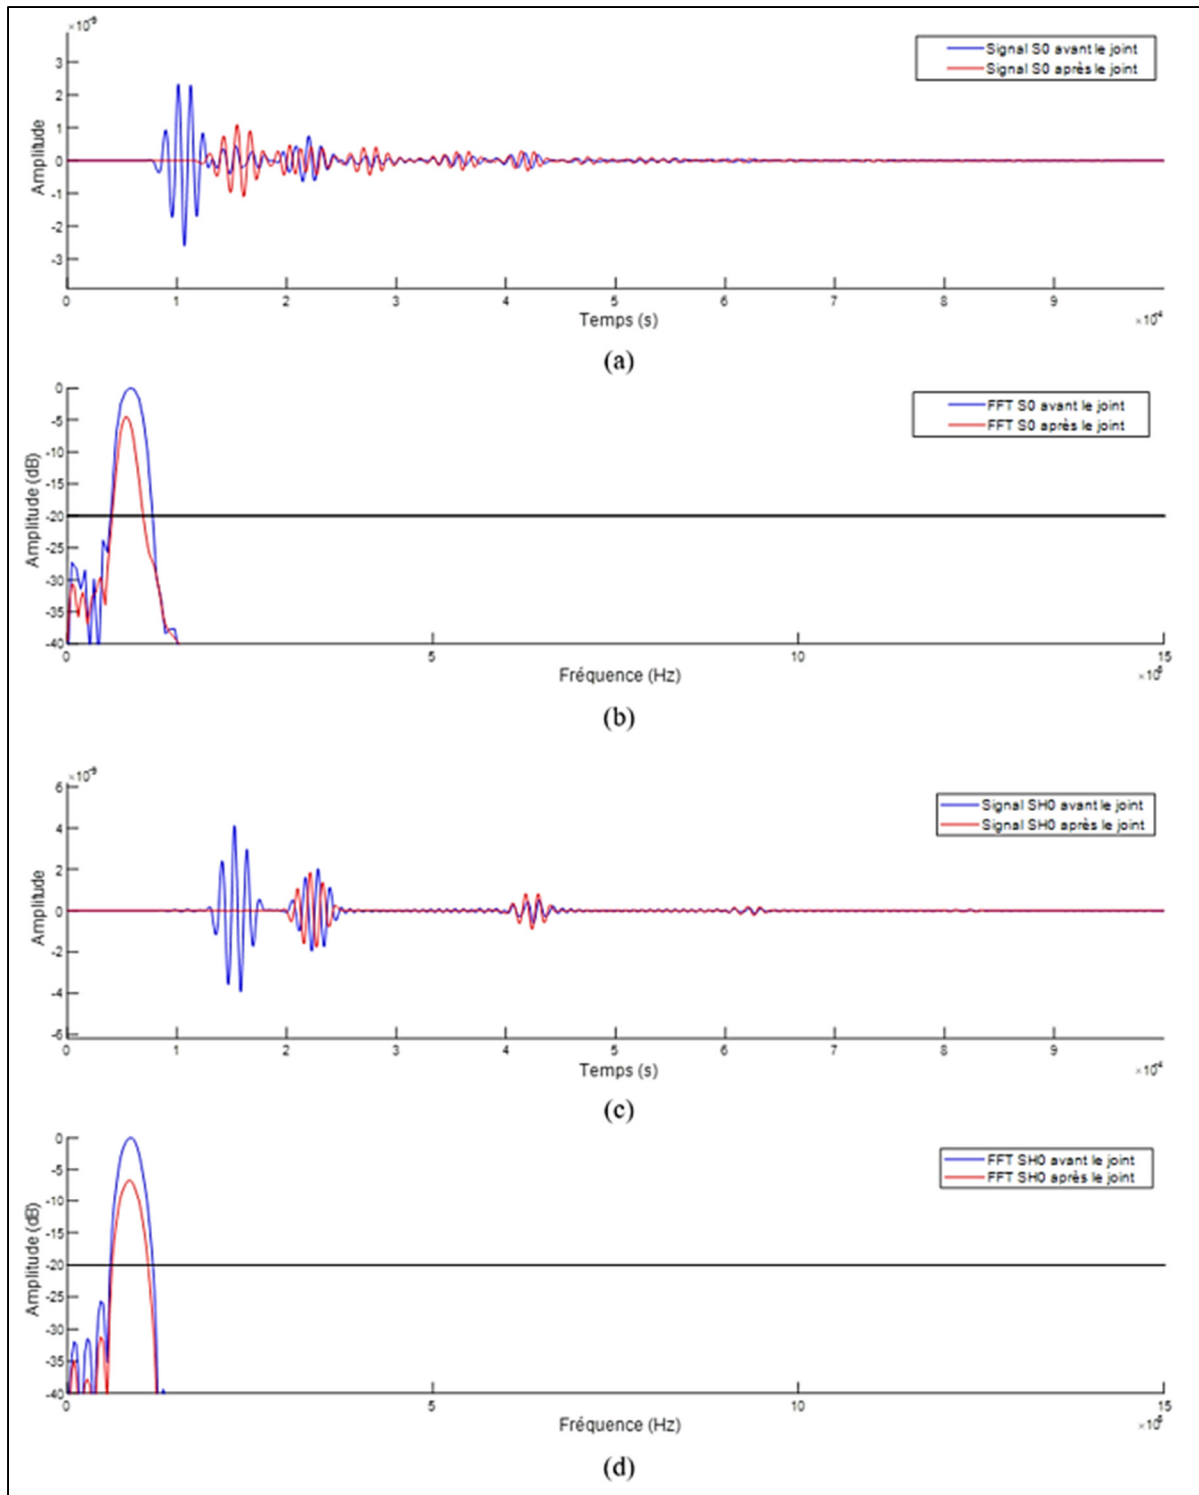 ×10⁻⁹
Signal S0 avant le joint
Signal S0 après le joint
3
2
1
0
-1
-2
-3
Amplitude
0 1 2 3 4 5 6 7 8 9
Temps (s)
×10⁻⁴
(a)
FFT S0 avant le joint
FFT S0 après le joint
0
-5
-10
-15
-20
-25
-30
-35
-40
Amplitude (dB)
0 5 10 15
Fréquence (Hz)
(b)
×10⁻⁹
Signal SH0 avant le joint
Signal SH0 après le joint
6
4
2
0
-2
-4
-6
Amplitude
0 1 2 3 4 5 6 7 8 9
Temps (s)
×10⁻⁴
(c)
FFT SH0 avant le joint
FFT SH0 après le joint
0
-5
-10
-15
-20
-25
-30
-35
-40
Amplitude (dB)
0 5 10 15
Fréquence (Hz)
(d)